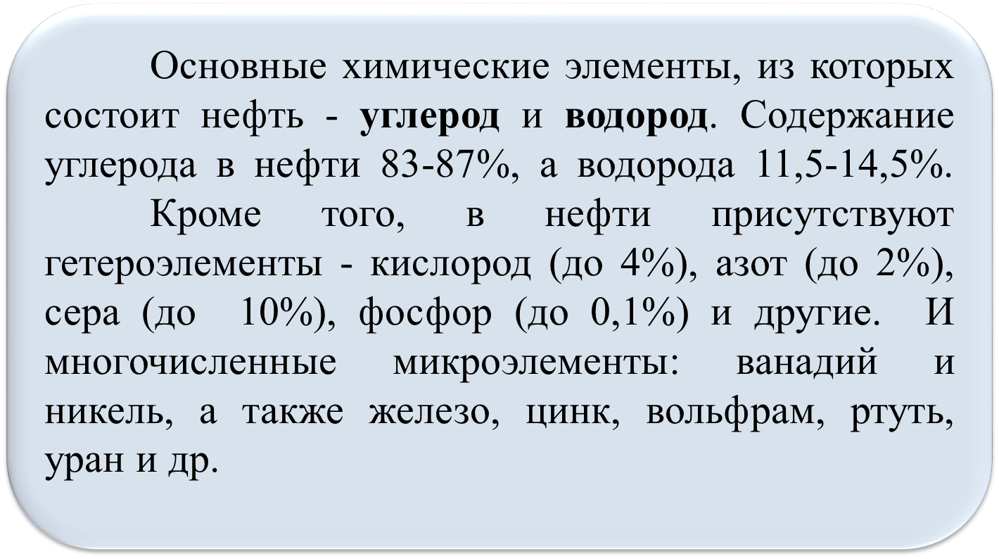 Основные химические элементы, из которых
состоит нефть - углерод и водород. Содержание
углерода в нефти 83-87%, а водорода 11,5-14,5%.
Кроме того, в нефти присутствуют
гетероэлементы - кислород (до 4%), азот (до 2%),
сера (до 10%), фосфор (до 0,1%) и другие. И
многочисленные микроэлементы: ванадий и
никель, а также железо, цинк, вольфрам, ртуть,
уран и др.